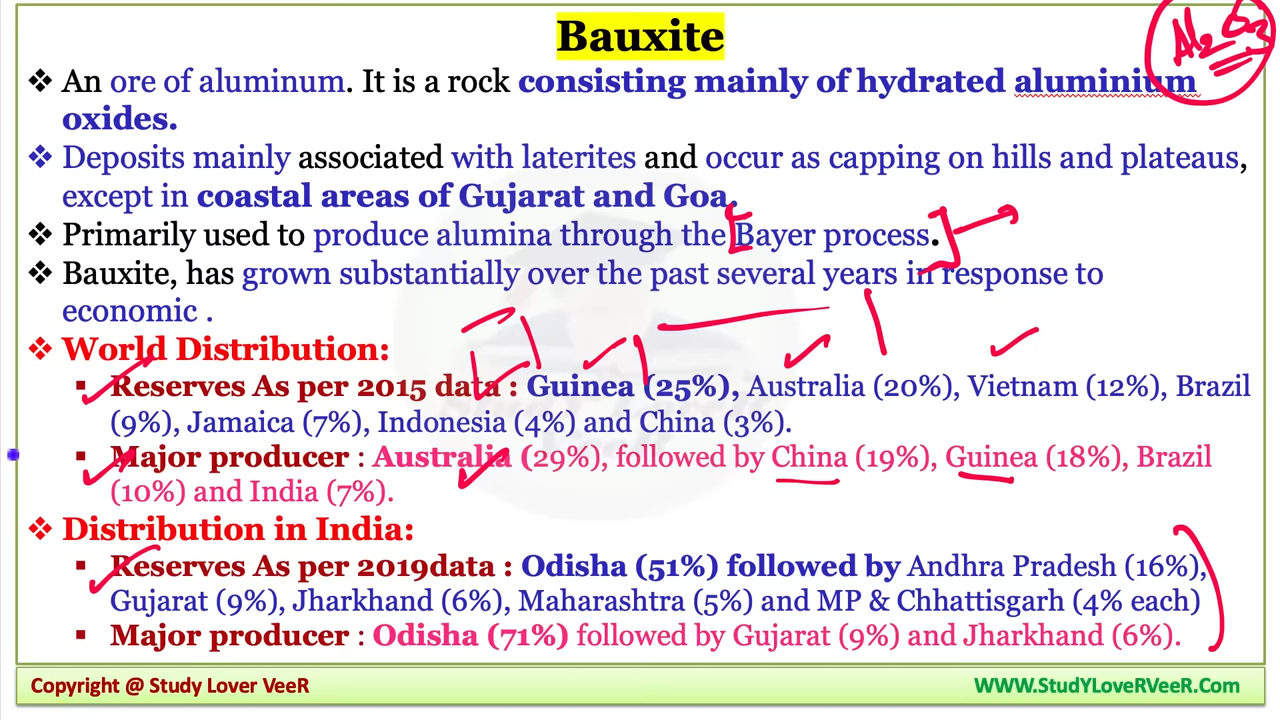 Bauxite
Al2O3
❖ An ore of aluminum. It is a rock consisting mainly of hydrated aluminium
oxides.
❖ Deposits mainly associated with laterites and occur as capping on hills and plateaus,
except in coastal areas of Gujarat and Goa.
❖ Primarily used to produce alumina through the Bayer process.
❖ Bauxite, has grown substantially over the past several years in response to
economic .
❖ World Distribution:
▪ Reserves As per 2015 data : Guinea (25%), Australia (20%), Vietnam (12%), Brazil
(9%), Jamaica (7%), Indonesia (4%) and China (3%).
▪ Major producer : Australia (29%), followed by China (19%), Guinea (18%), Brazil
(10%) and India (7%).
❖ Distribution in India:
▪ Reserves As per 2019data : Odisha (51%) followed by Andhra Pradesh (16%),
Gujarat (9%), Jharkhand (6%), Maharashtra (5%) and MP & Chhattisgarh (4% each)
▪ Major producer : Odisha (71%) followed by Gujarat (9%) and Jharkhand (6%).
Copyright @ Study Lover VeeR
WWW.StudYLoveRVeeR.Com